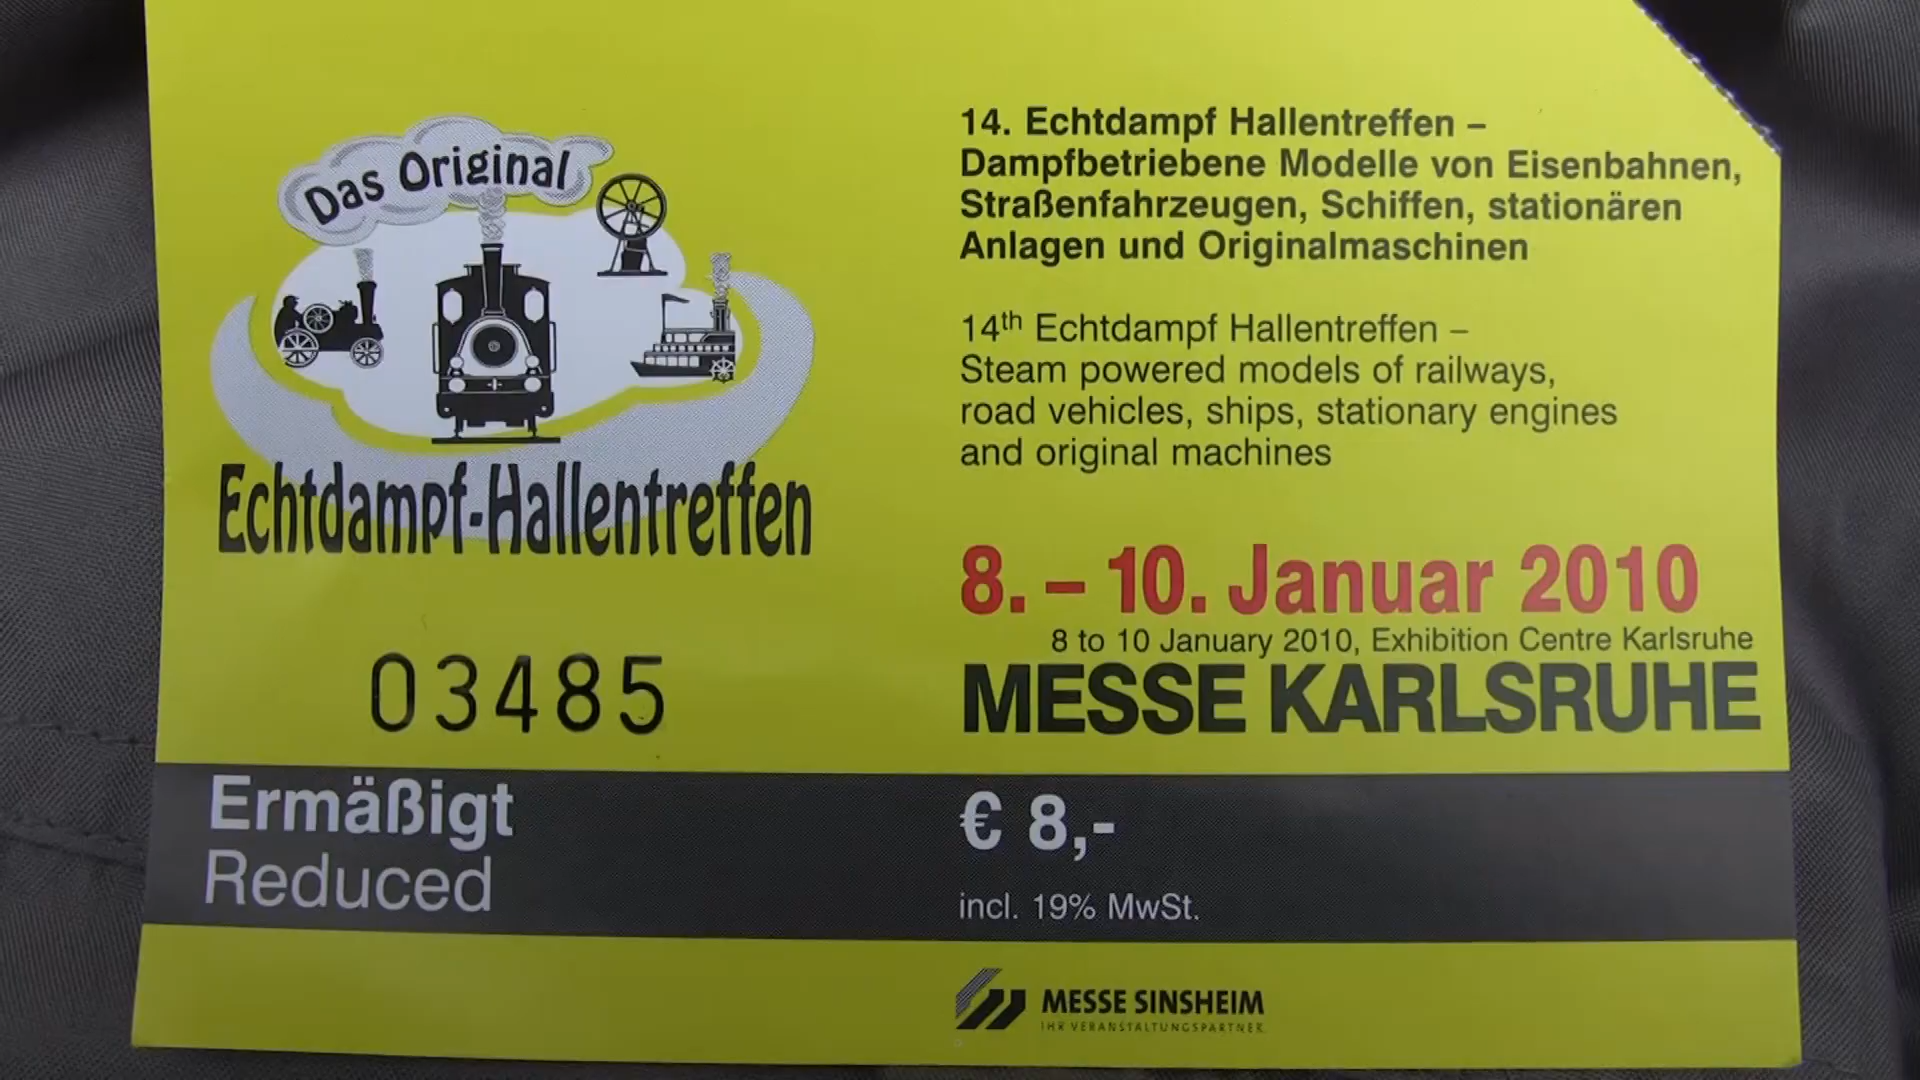 Das Original
Echtdampf-Hallentreffen
03485
14. Echtdampf Hallentreffen –
Dampfbetriebene Modelle von Eisenbahnen,
Straßenfahrzeugen, Schiffen, stationären
Anlagen und Originalmaschinen
14th Echtdampf Hallentreffen –
Steam powered models of railways,
road vehicles, ships, stationary engines
and original machines
8. – 10. Januar 2010
8 to 10 January 2010, Exhibition Centre Karlsruhe
MESSE KARLSRUHE
Ermäßigt
Reduced
€ 8,-
incl. 19% MwSt.
MESSE SINSHEIM
IHR VERANSTALTUNGSPARTNER